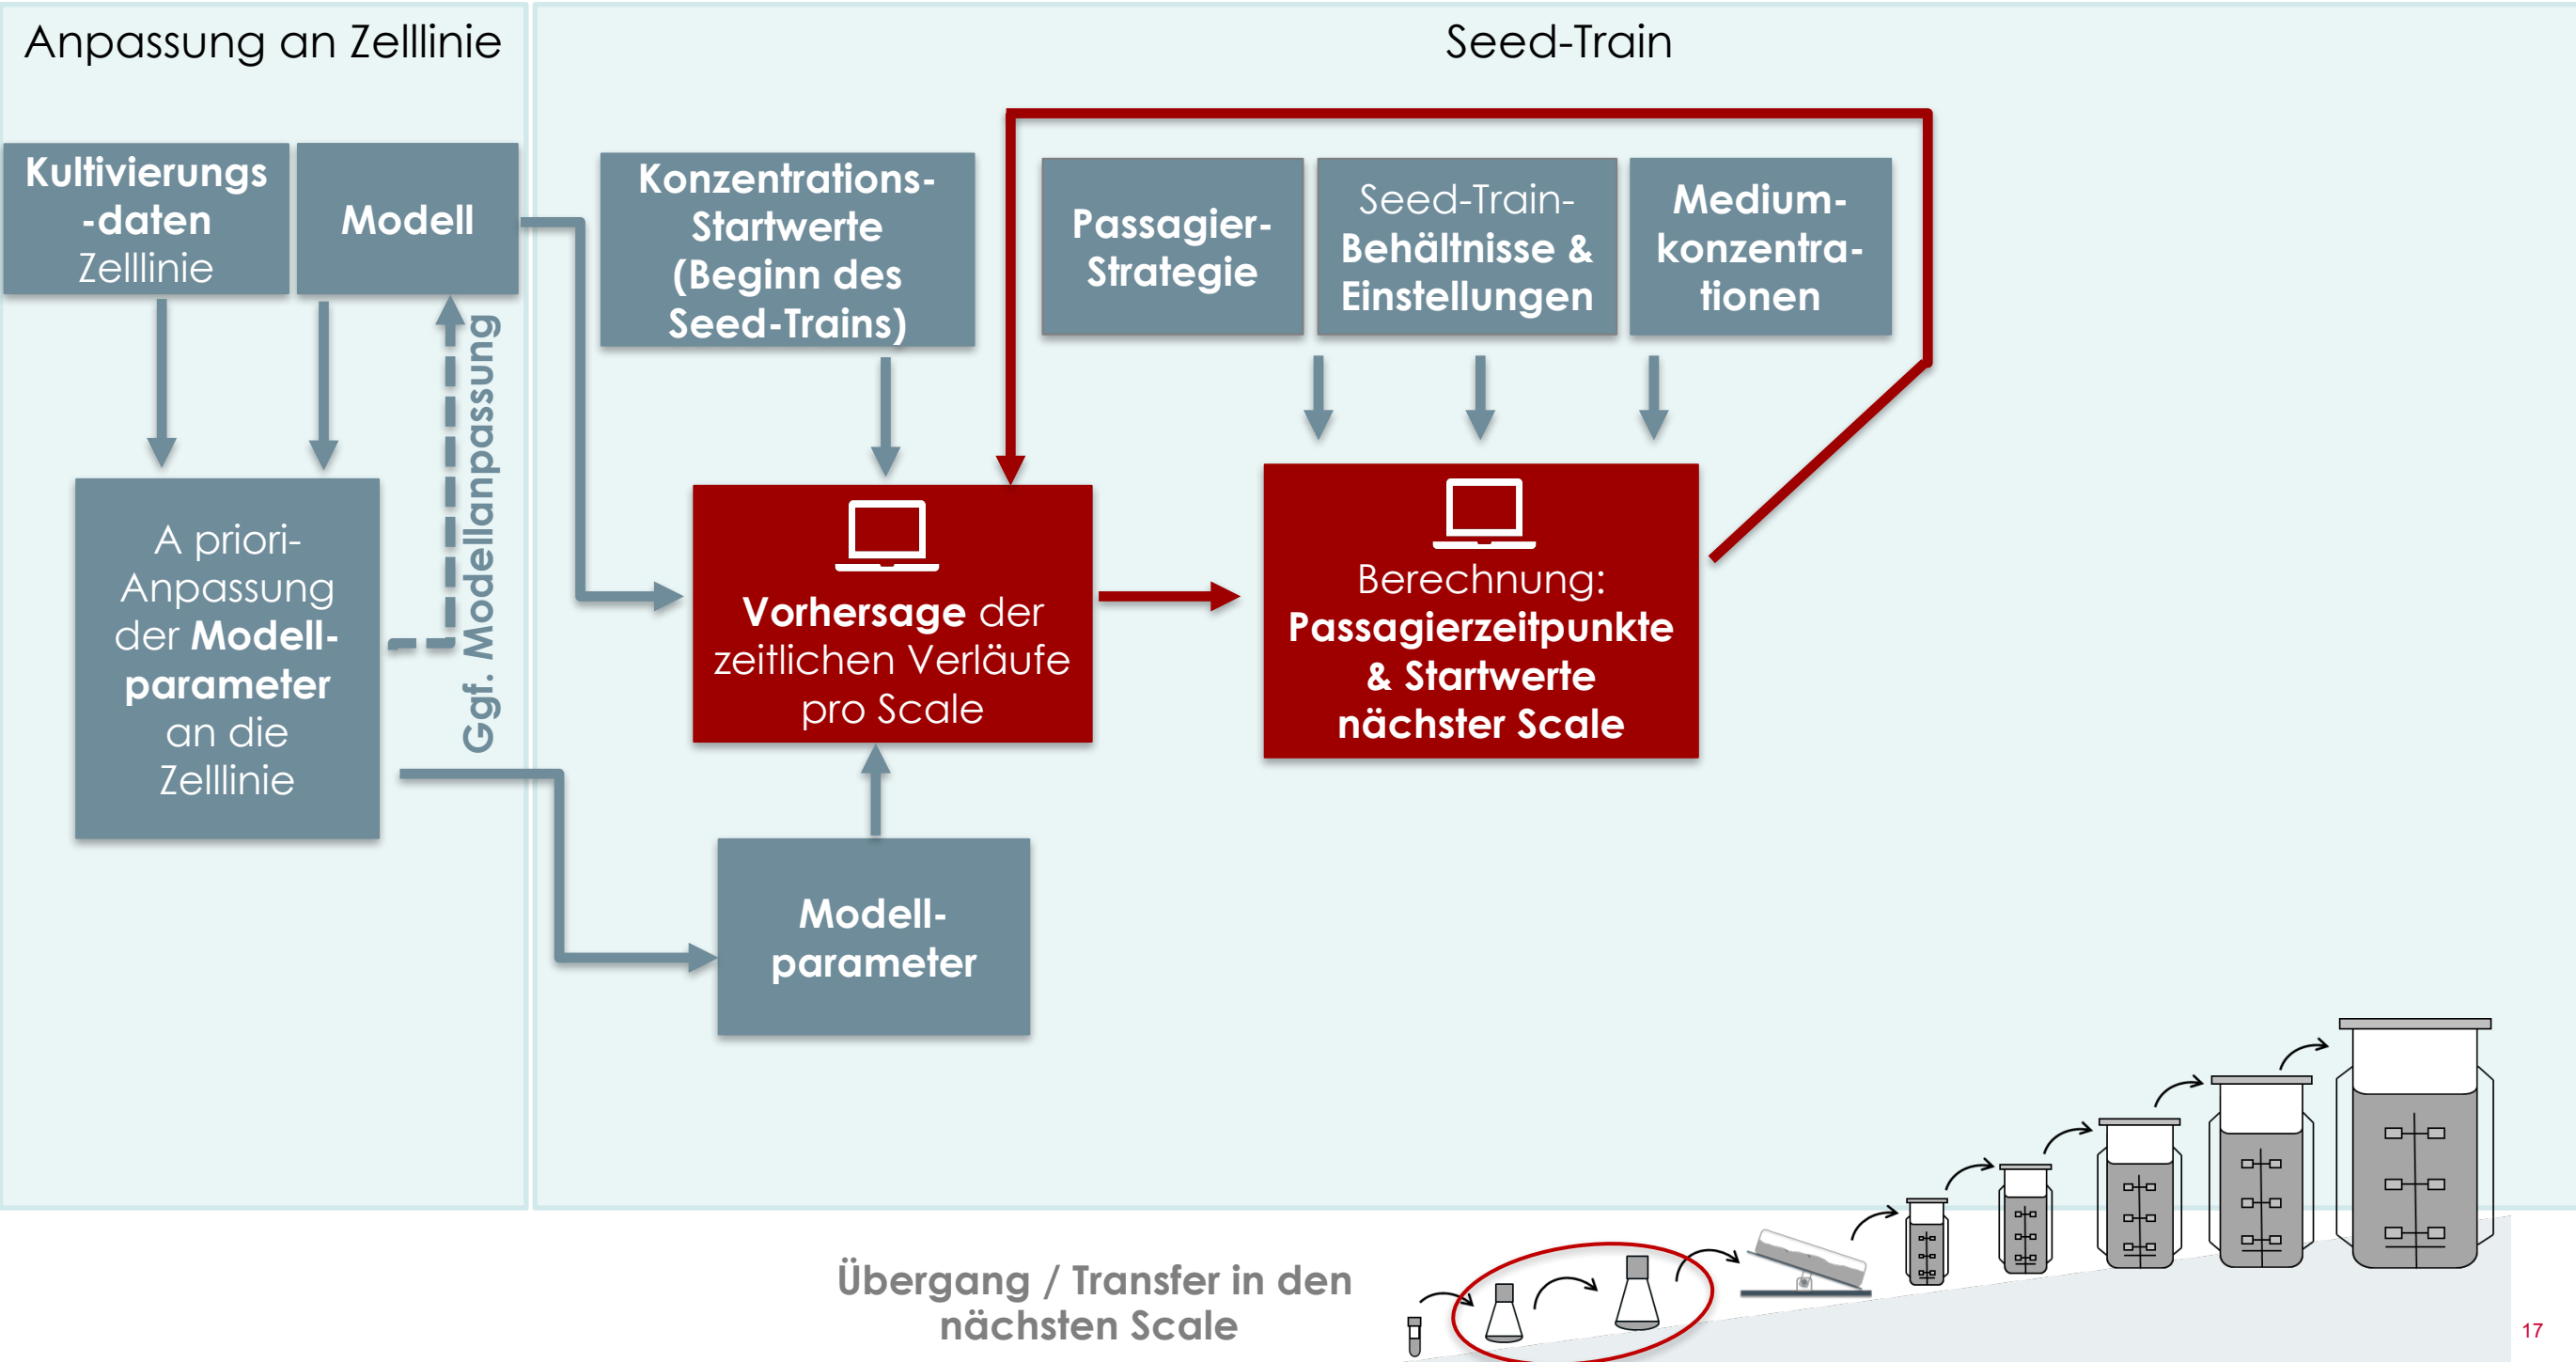 Anpassung an Zelllinie
Seed-Train
Kultivierungs
-daten
Zelllinie
Modell
Konzentrations-
Startwerte
(Beginn des
Seed-Trains)
Passagier-
Strategie
Seed-Train-
Behältnisse &
Einstellungen
Medium-
konzentra-
tionen
Ggf. Modellanpassung
A priori-
Anpassung
der Modell-
parameter
an die
Zelllinie
Vorhersage der
zeitlichen Verläufe
pro Scale
Berechnung:
Passagierzeitpunkte
& Startwerte
nächster Scale
Modell-
parameter
Übergang / Transfer in den
nächsten Scale
17